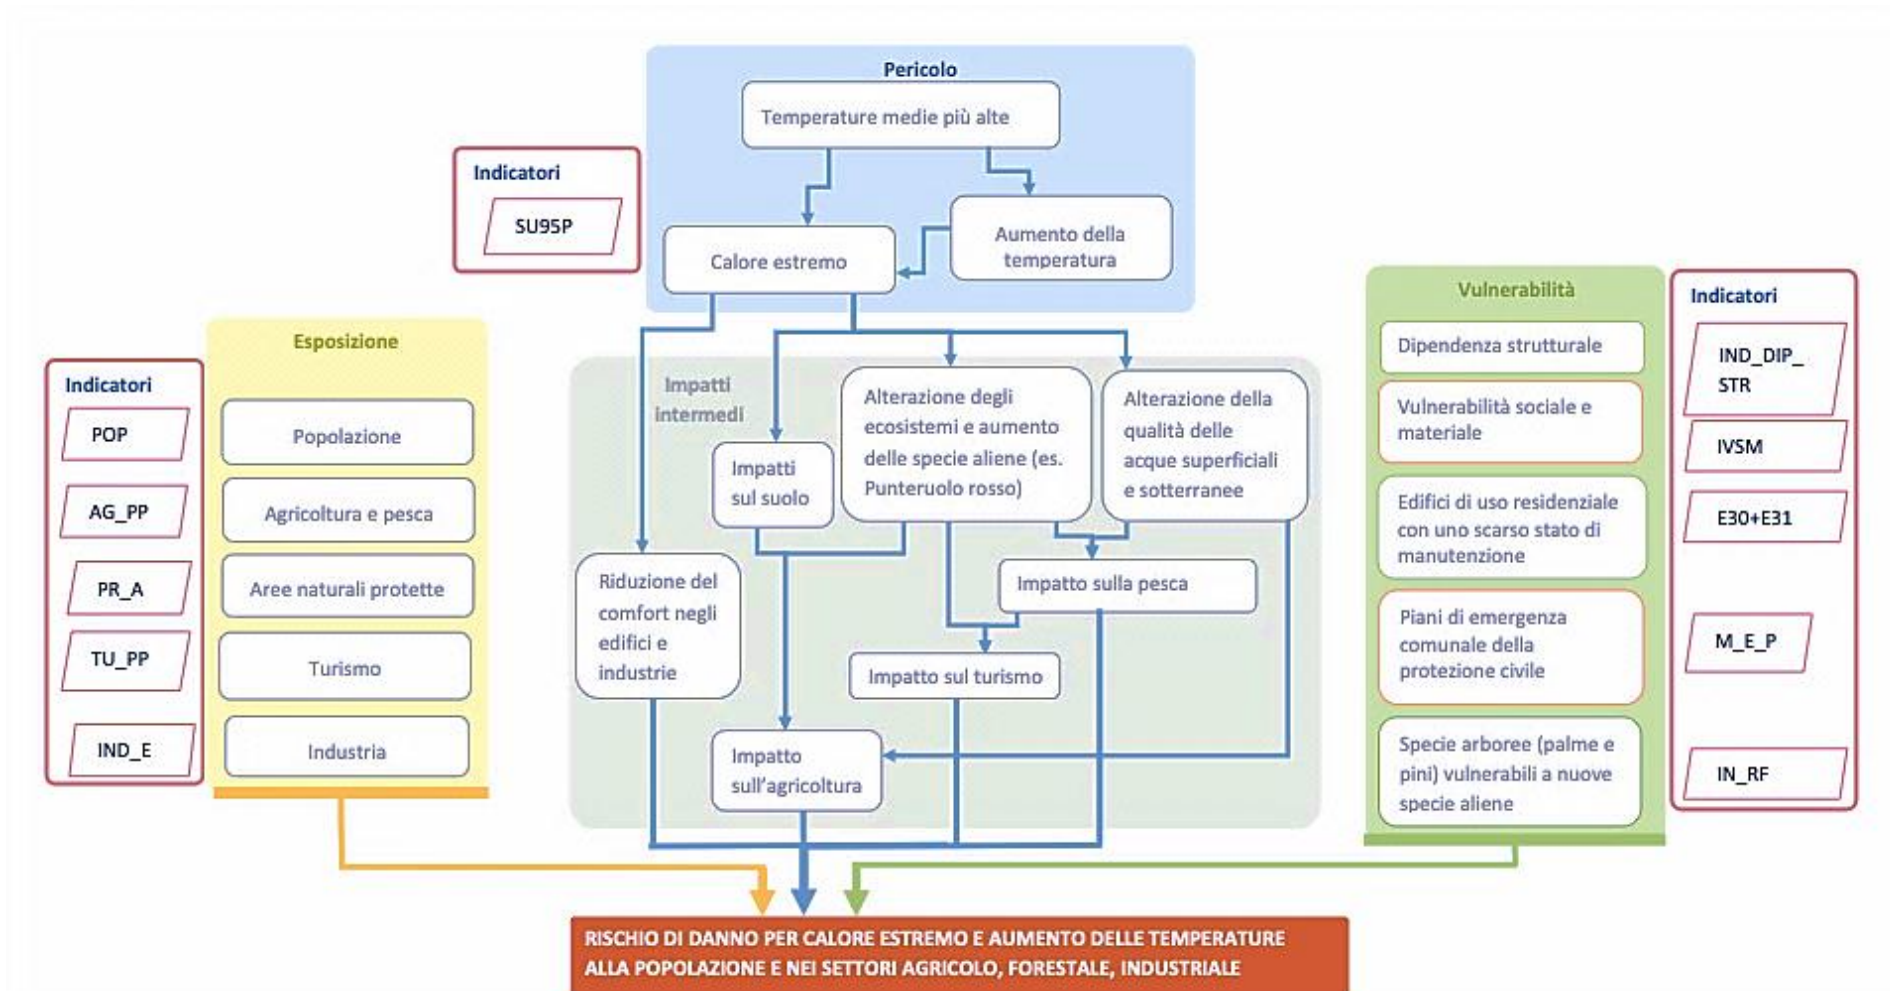 Pericolo
Temperature medie più alte
Indicatori
SU95P
Aumento della
temperatura
Calore estremo
Esposizione
Indicatori
POP
Popolazione
AG_PP
Agricoltura e pesca
PR_A
Aree naturali protette
TU_PP
Turismo
IND_E
Industria
Impatti
intermedi
Impatti
sul suolo
Alterazione degli
ecosistemi e aumento
delle specie aliene (es.
Punteruolo rosso)
Alterazione della
qualità delle
acque superficiali
e sotterranee
Riduzione del
comfort negli
edifici e
industrie
Impatto sulla pesca
Impatto sul turismo
Impatto
sull'agricoltura
Vulnerabilità
Indicatori
Dipendenza strutturale
IND_DIP_
STR
Vulnerabilità sociale e
materiale
IVSM
Edifici di uso residenziale
con uno scarso stato di
manutenzione
E30+E31
Piani di emergenza
comunale della
protezione civile
M_E_P
Specie arboree (palme e
pini) vulnerabili a nuove
specie aliene
IN_RF
RISCHIO DI DANNO PER CALORE ESTREMO E AUMENTO DELLE TEMPERATURE
ALLA POPOLAZIONE E NEI SETTORI AGRICOLO, FORESTALE, INDUSTRIALE